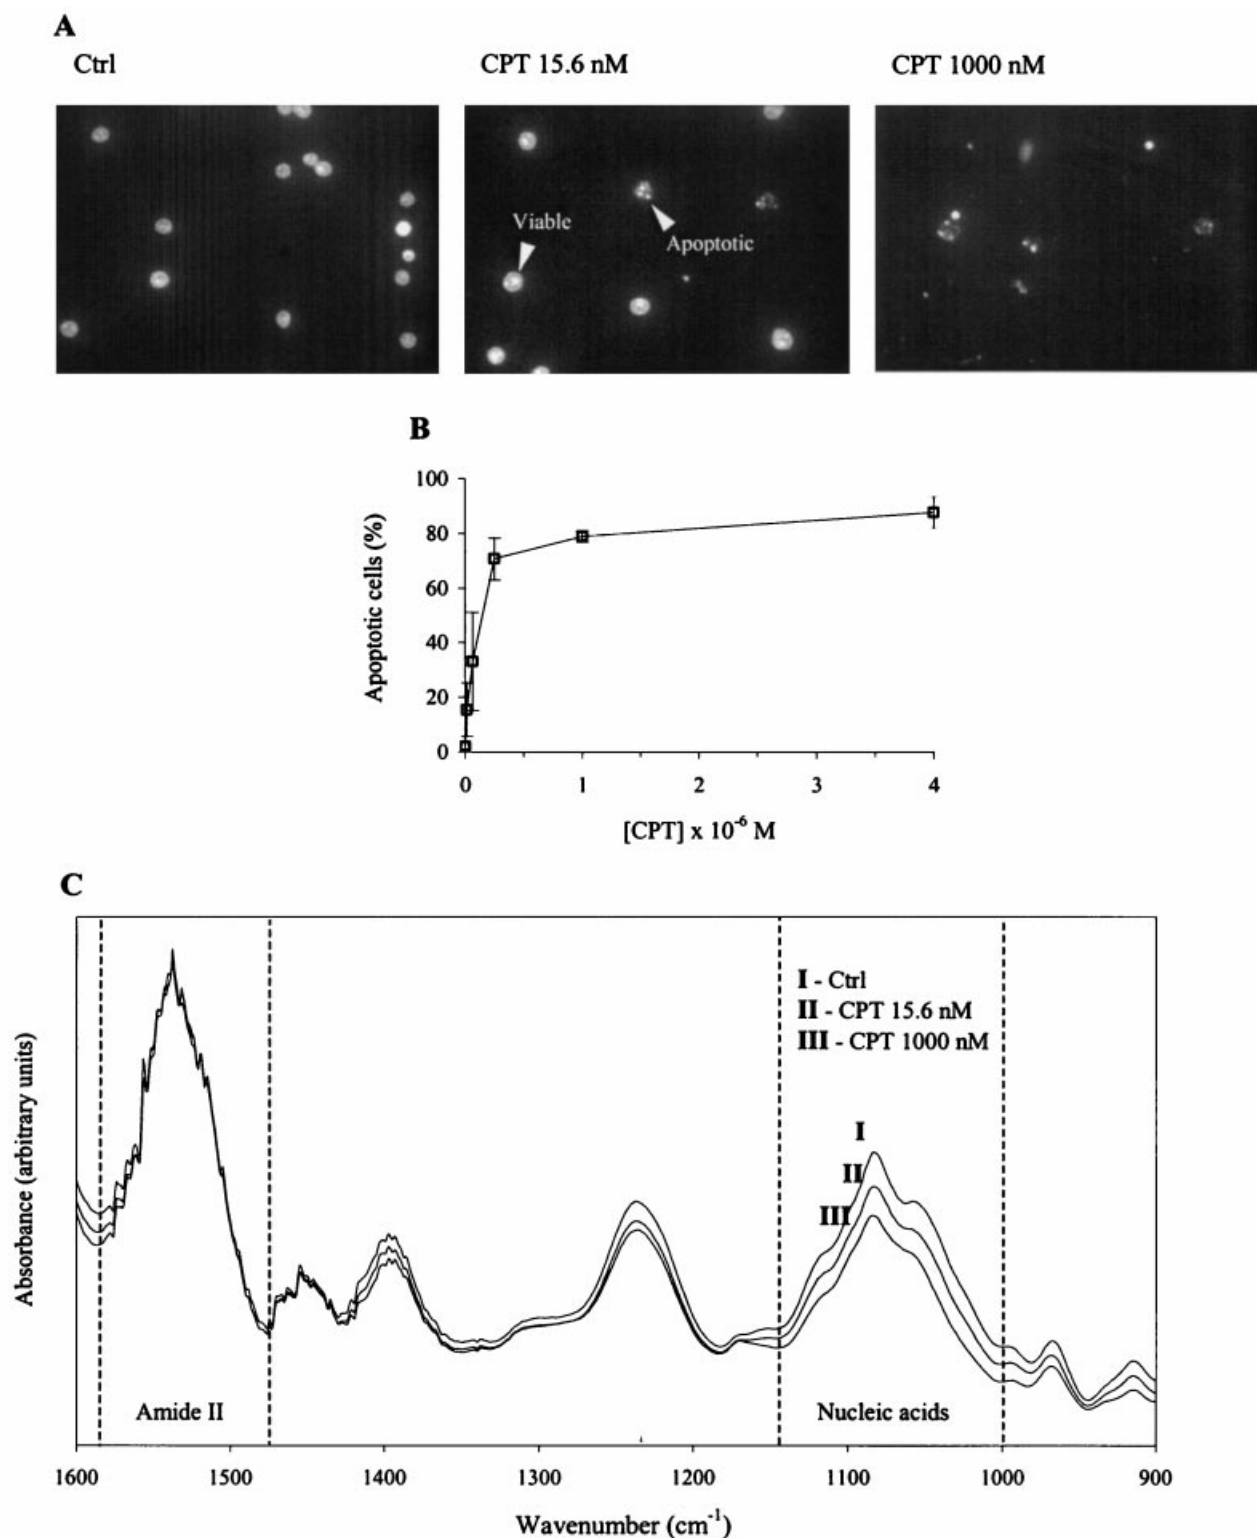 A
Ctrl
CPT 15.6 nM
CPT 1000 nM
Viable
Apoptotic
B
100
80
60
40
20
0
Apoptotic cells (%)
0 1 2 3 4
[CPT] x 10⁻⁶ M
C
Absorbance (arbitrary units)
I - Ctrl
II - CPT 15.6 nM
III - CPT 1000 nM
I
II
III
Amide II
Nucleic acids
1600 1500 1400 1300 1200 1100 1000 900
Wavenumber (cm⁻¹)